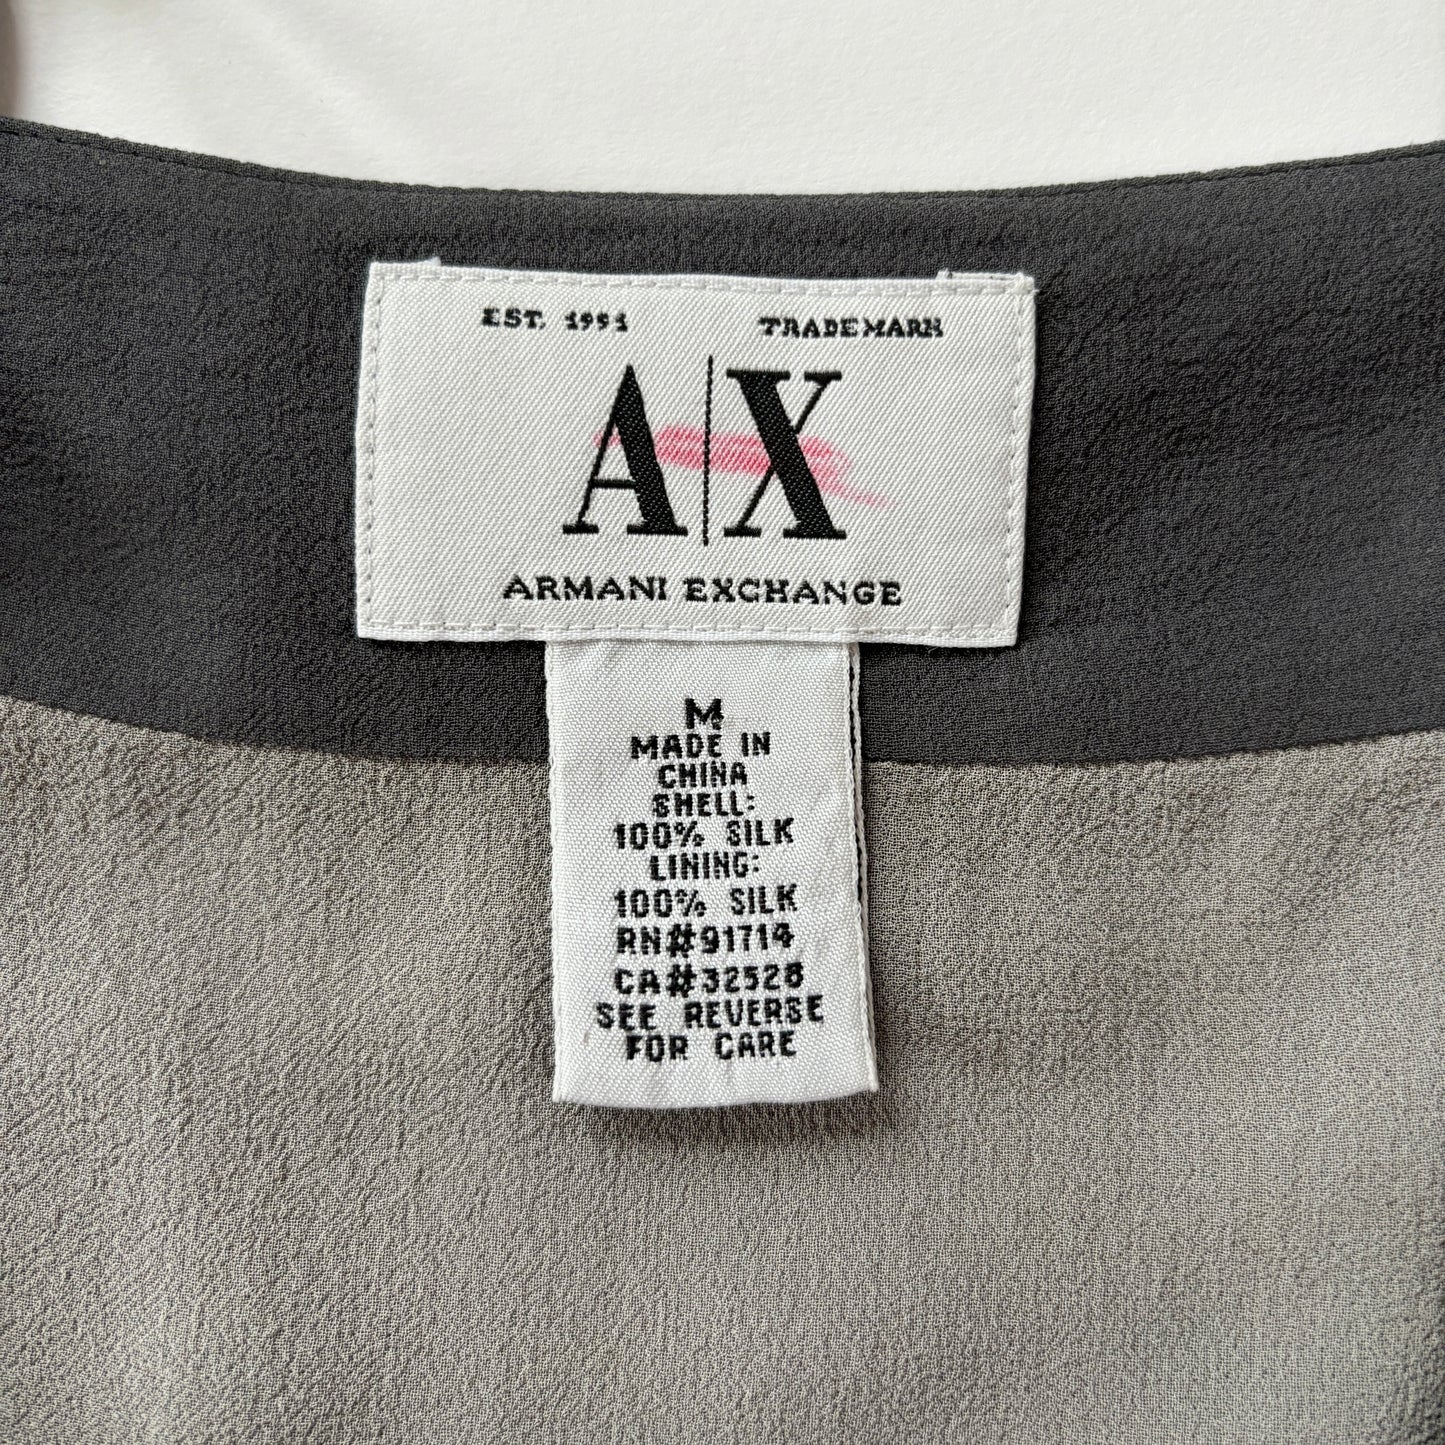 EST. 1991 TRADEMARK
A|X
ARMANI EXCHANGE
M
MADE IN
CHINA
SHELL:
100% SILK
LINING:
100% SILK
RN#91714
CA#32528
SEE REVERSE
FOR CARE